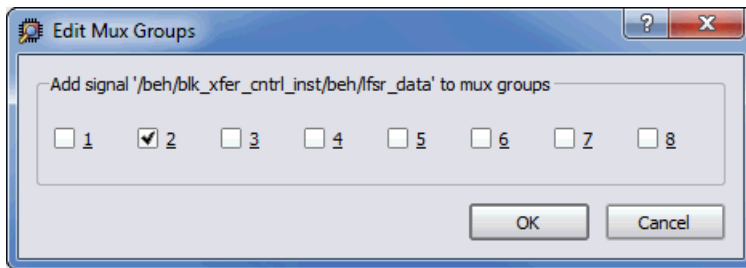 Edit Mux Groups
Add signal '/beh/blk_xfer_cntrl_inst/beh/lfsr_data' to mux groups
1 2 3 4 5 6 7 8
OK Cancel